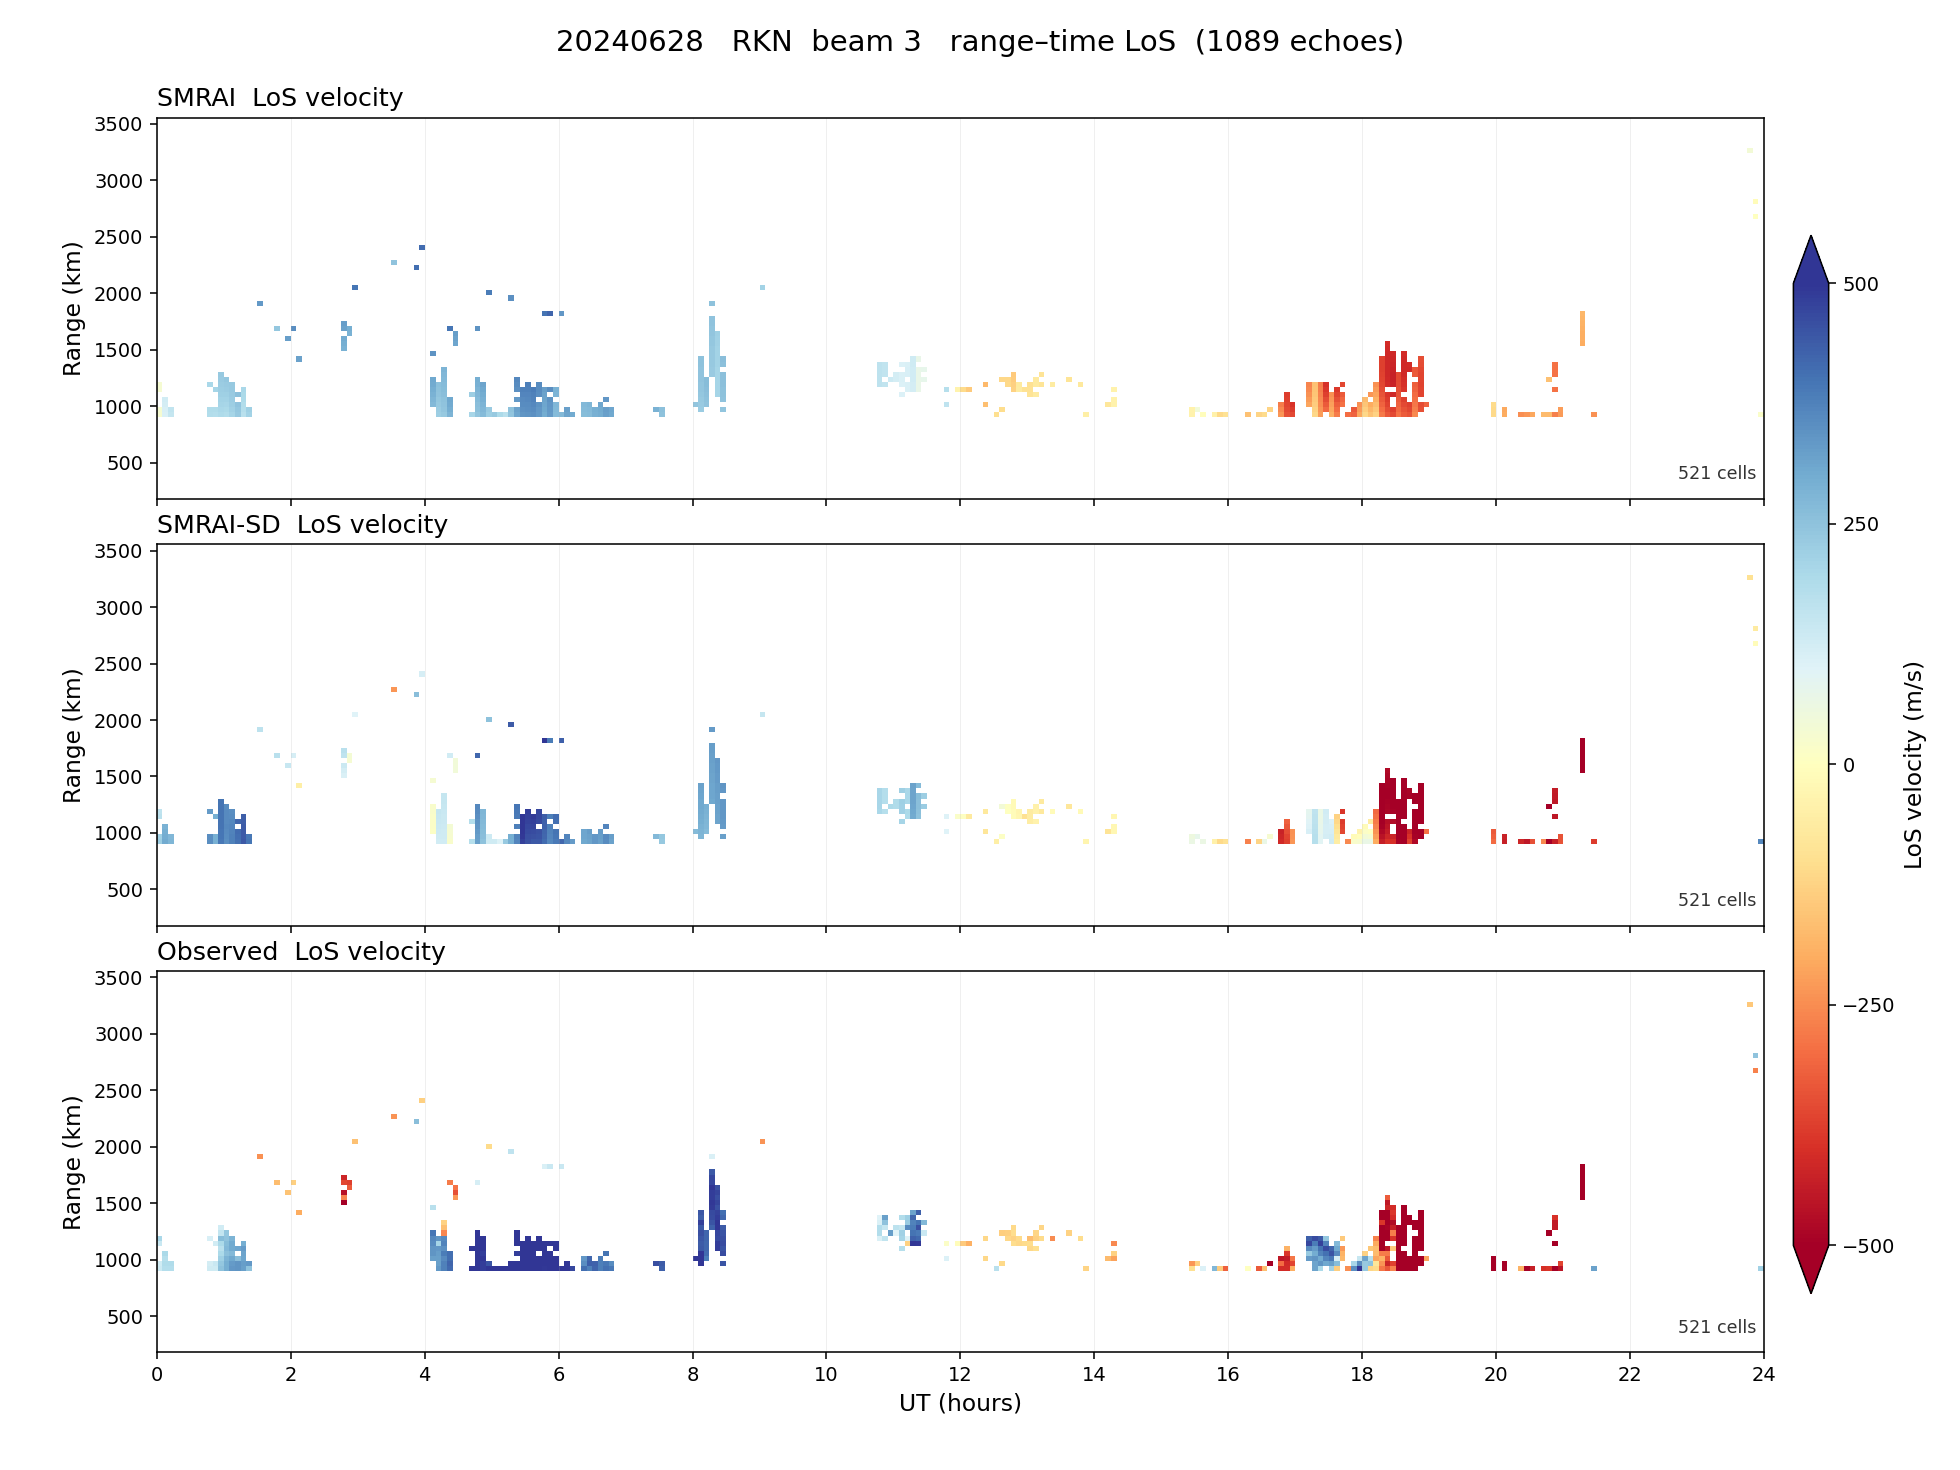 20240628   RKN  beam 3   range–time LoS  (1089 echoes)
SMRAI  LoS velocity
3500
3000
2500
2000
1500
1000
500
Range (km)
521 cells
SMRAI-SD  LoS velocity
3500
3000
2500
2000
1500
1000
500
Range (km)
521 cells
Observed  LoS velocity
3500
3000
2500
2000
1500
1000
500
Range (km)
521 cells
0 2 4 6 8 10 12 14 16 18 20 22 24
UT (hours)
500
250
0
−250
−500
LoS velocity (m/s)